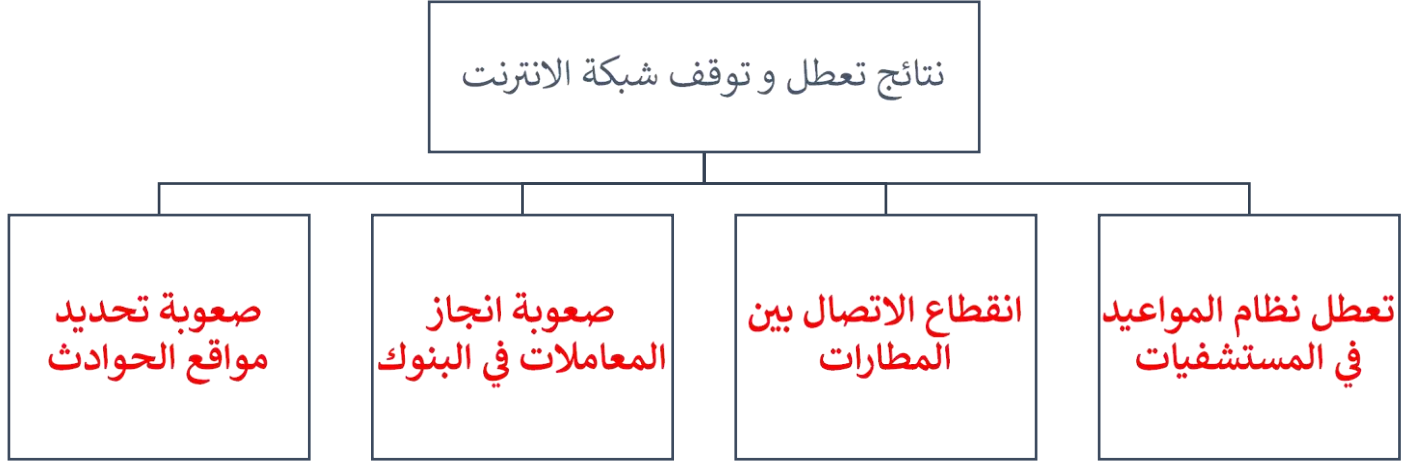 نتائج تعطل و توقف شبكة الانترنت
تعطل نظام المواعيد
في المستشفيات
انقطاع الاتصال بين
المطارات
صعوبة انجاز
المعاملات في البنوك
صعوبة تحديد
مواقع الحوادث